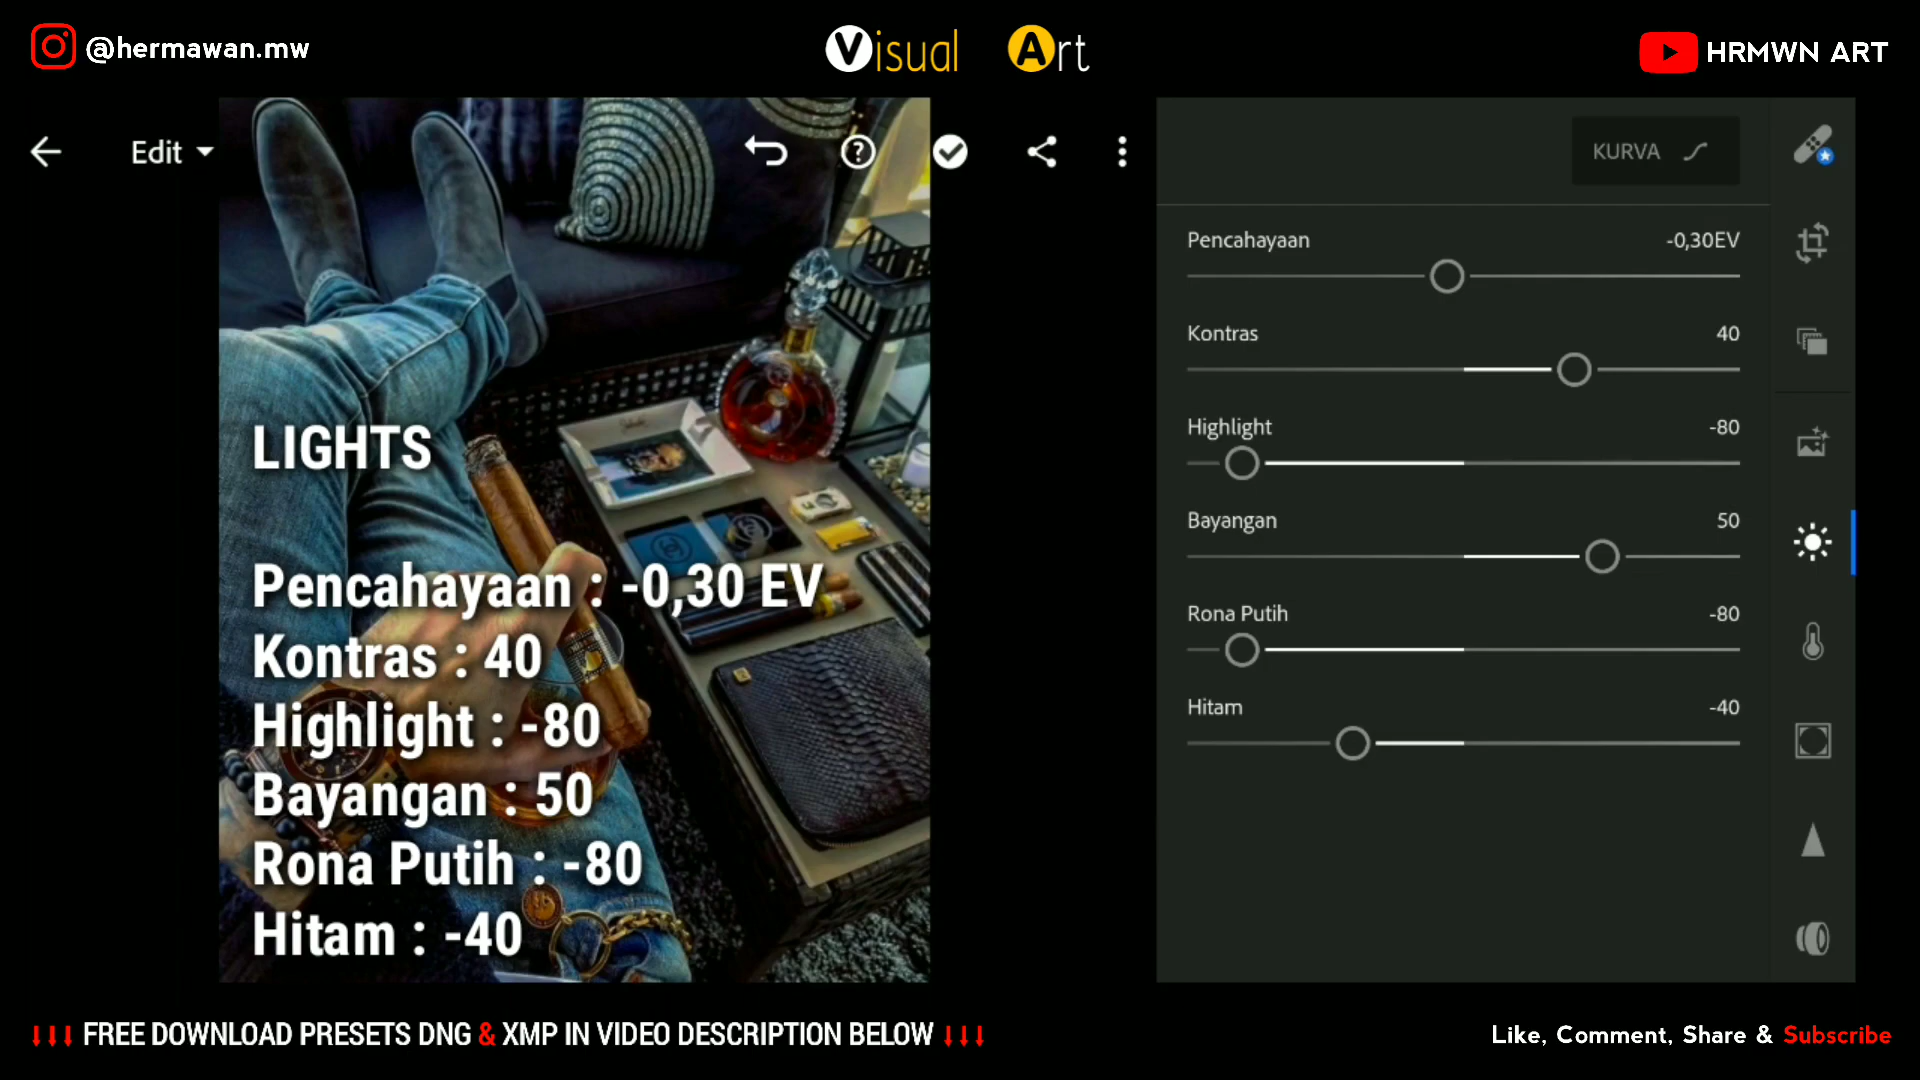 @hermawan.mw
Visual Art
HRMWN ART
Edit
KURVA
Pencahayaan -0,30EV
Kontras 40
Highlight -80
Bayangan 50
Rona Putih -80
Hitam -40
LIGHTS
Pencahayaan : -0,30 EV
Kontras : 40
Highlight : -80
Bayangan : 50
Rona Putih : -80
Hitam : -40
↓↓↓ FREE DOWNLOAD PRESETS DNG & XMP IN VIDEO DESCRIPTION BELOW ↓↓↓
Like, Comment, Share & Subscribe